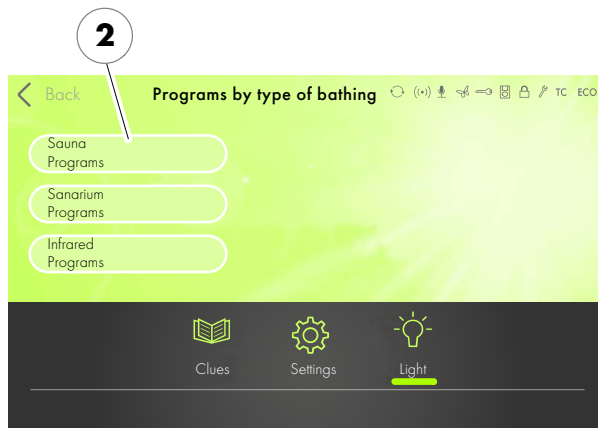 2
Back
Programs by type of bathing
TC ECO
Sauna
Programs
Sanarium
Programs
Infrared
Programs
Clues Settings Light